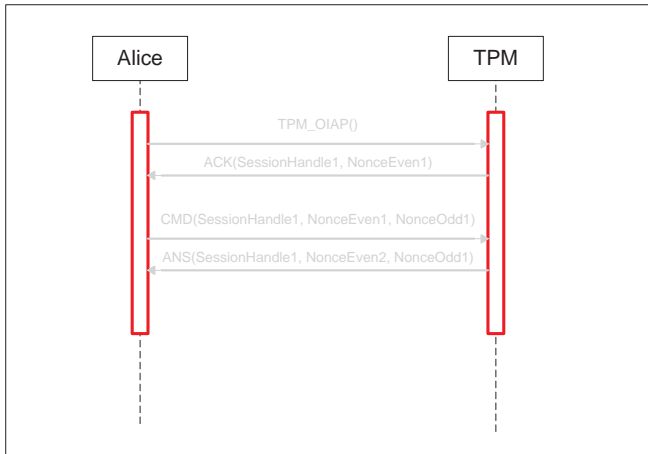 Alice
TPM
TPM_OIAP()
ACK(SessionHandle1, NonceEven1)
CMD(SessionHandle1, NonceEven1, NonceOdd1)
ANS(SessionHandle1, NonceEven2, NonceOdd1)